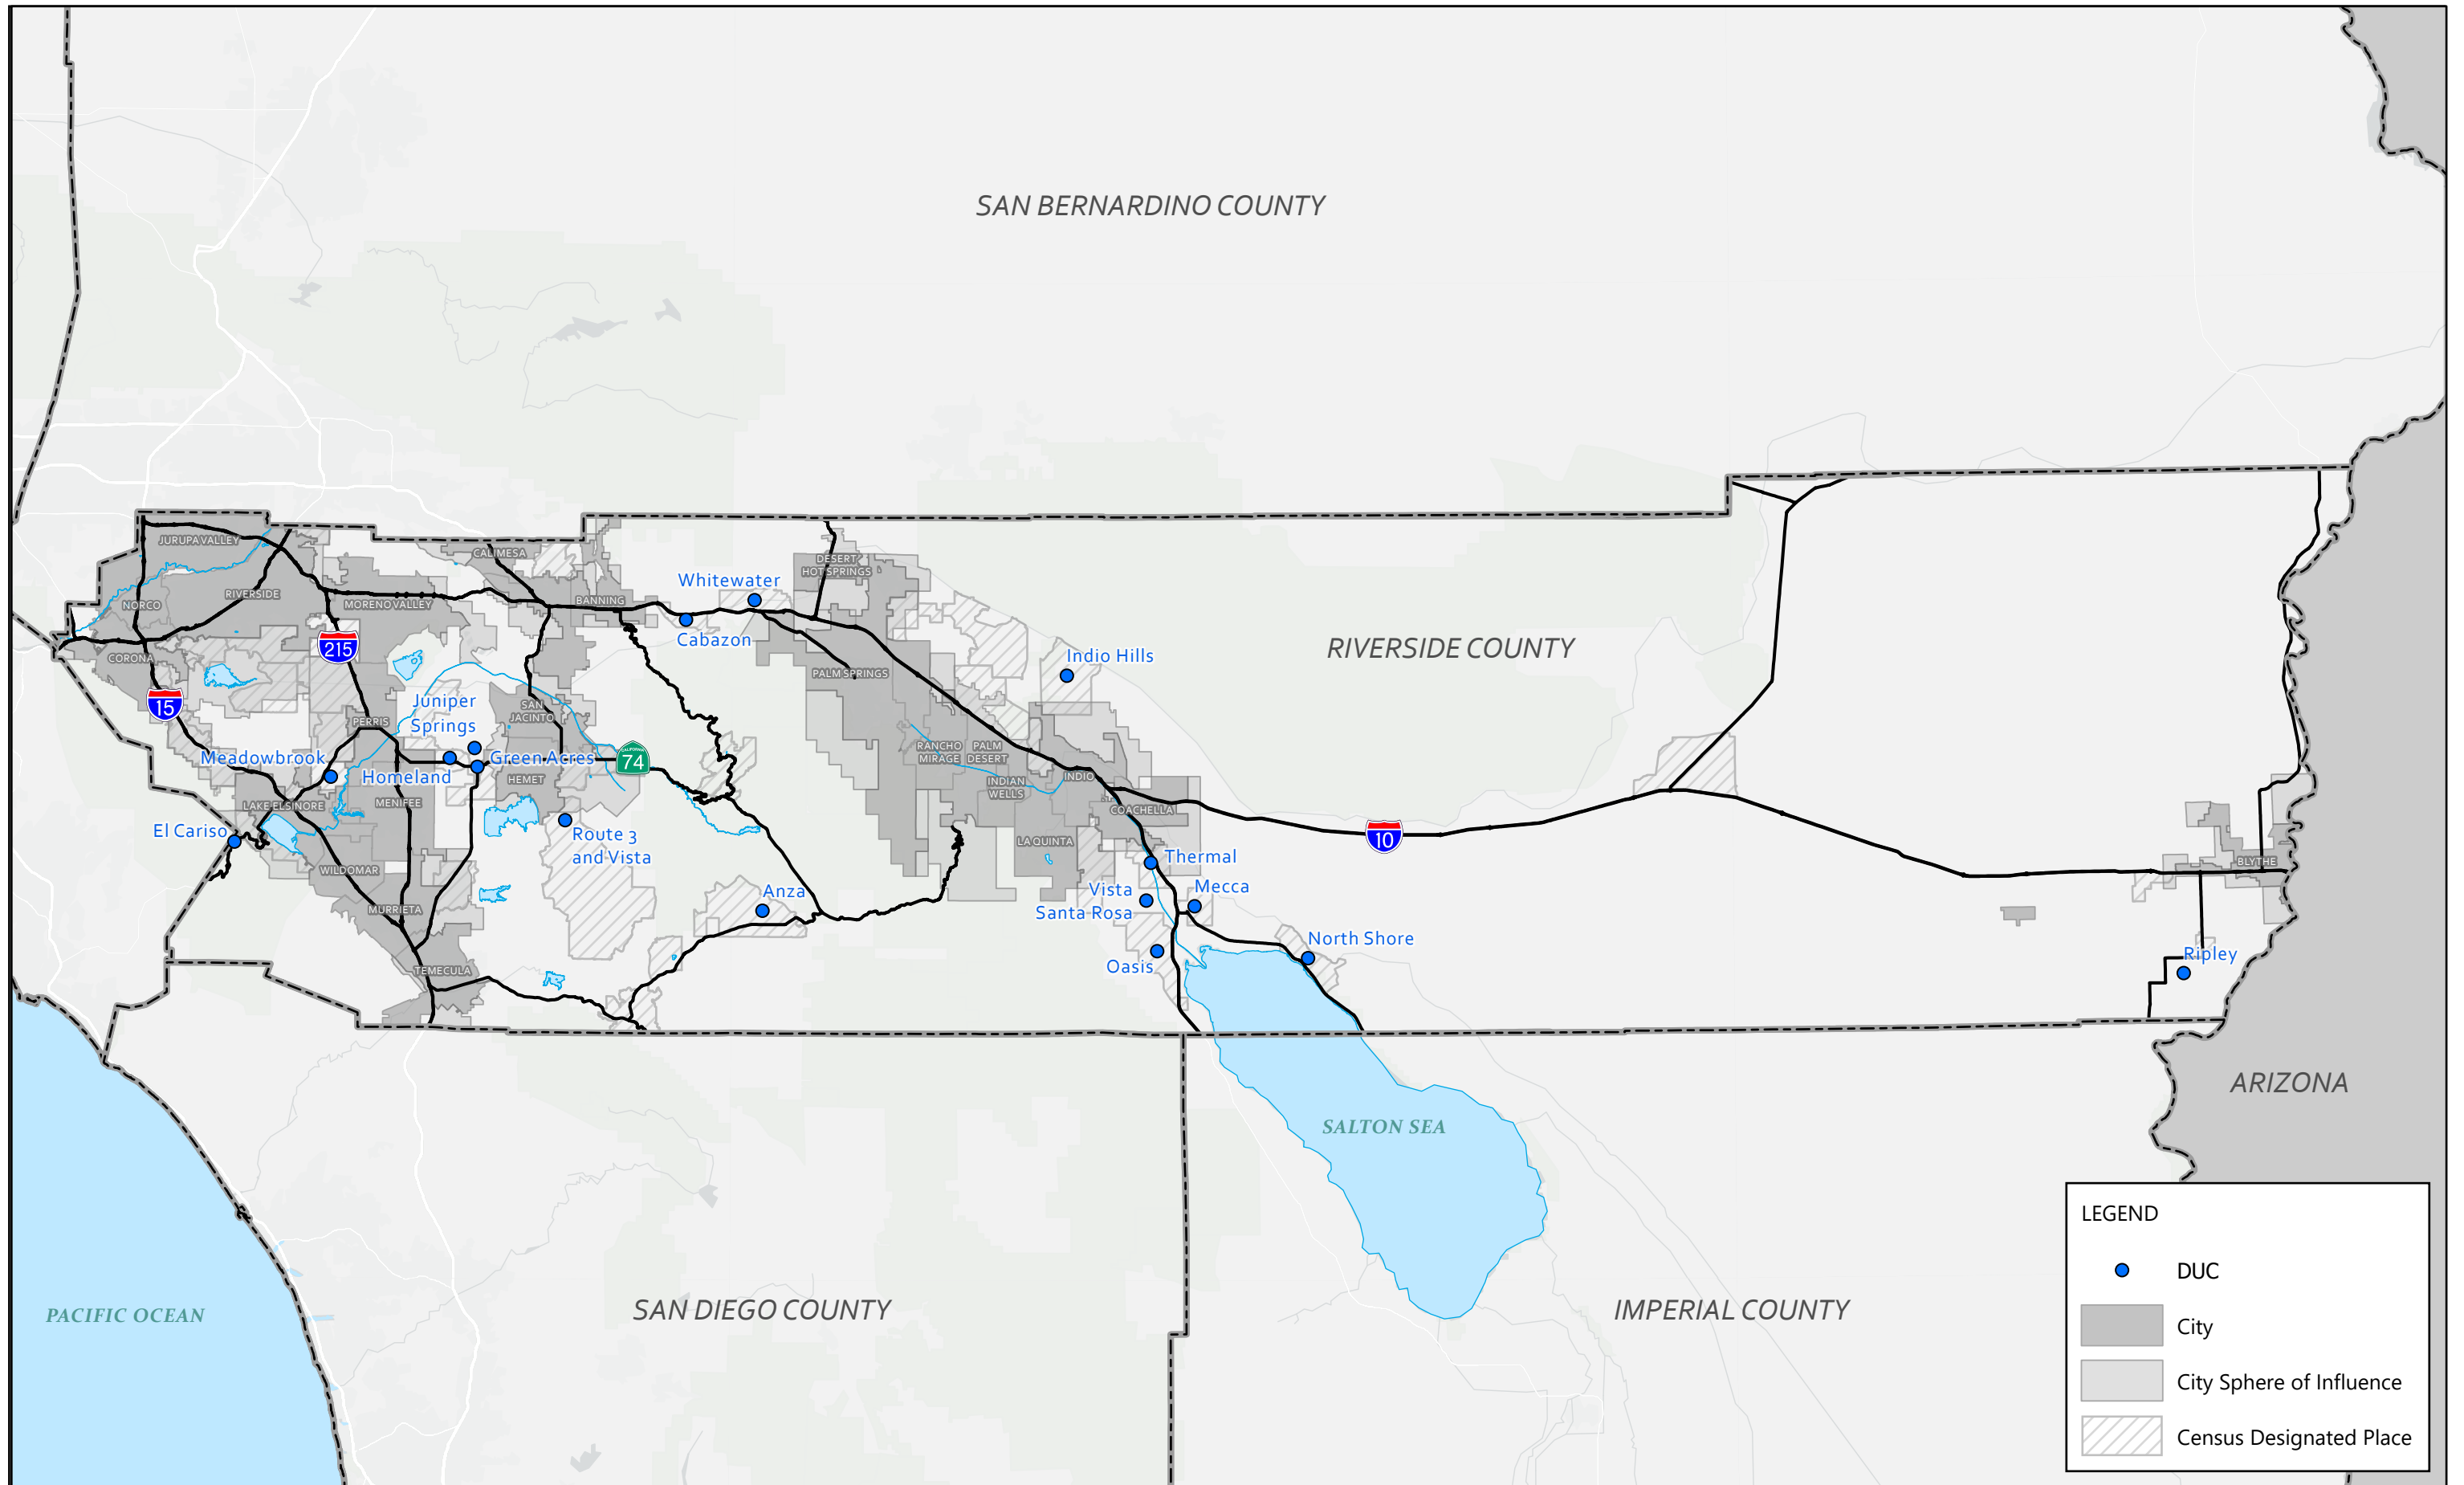 SAN BERNARDINO COUNTY
JURUPA VALLEY
CALIMESA
DESERT
HOT SPRINGS
Whitewater
RIVERSIDE
NORCO
MORENO VALLEY
BANNING
Cabazon
215
RIVERSIDE COUNTY
Indio Hills
CORONA
PALM SPRINGS
15
Juniper
Springs
SAN
JACINTO
PERRIS
RANCHO
MIRAGE
PALM
DESERT
Meadowbrook
Green Acres
CALIFORNIA
74
Homeland
HEMET
INDIO
INDIAN
WELLS
LAKE ELSINORE
MENIFEE
COACHELLA
El Cariso
Route 3
and Vista
10
LA QUINTA
Thermal
BLYTHE
WILDOMAR
Anza
Vista
Santa Rosa
Mecca
MURRIETA
North Shore
Oasis
Ripley
TEMECULA
ARIZONA
SALTON SEA
PACIFIC OCEAN
SAN DIEGO COUNTY
IMPERIAL COUNTY
LEGEND
DUC
City
City Sphere of Influence
Census Designated Place